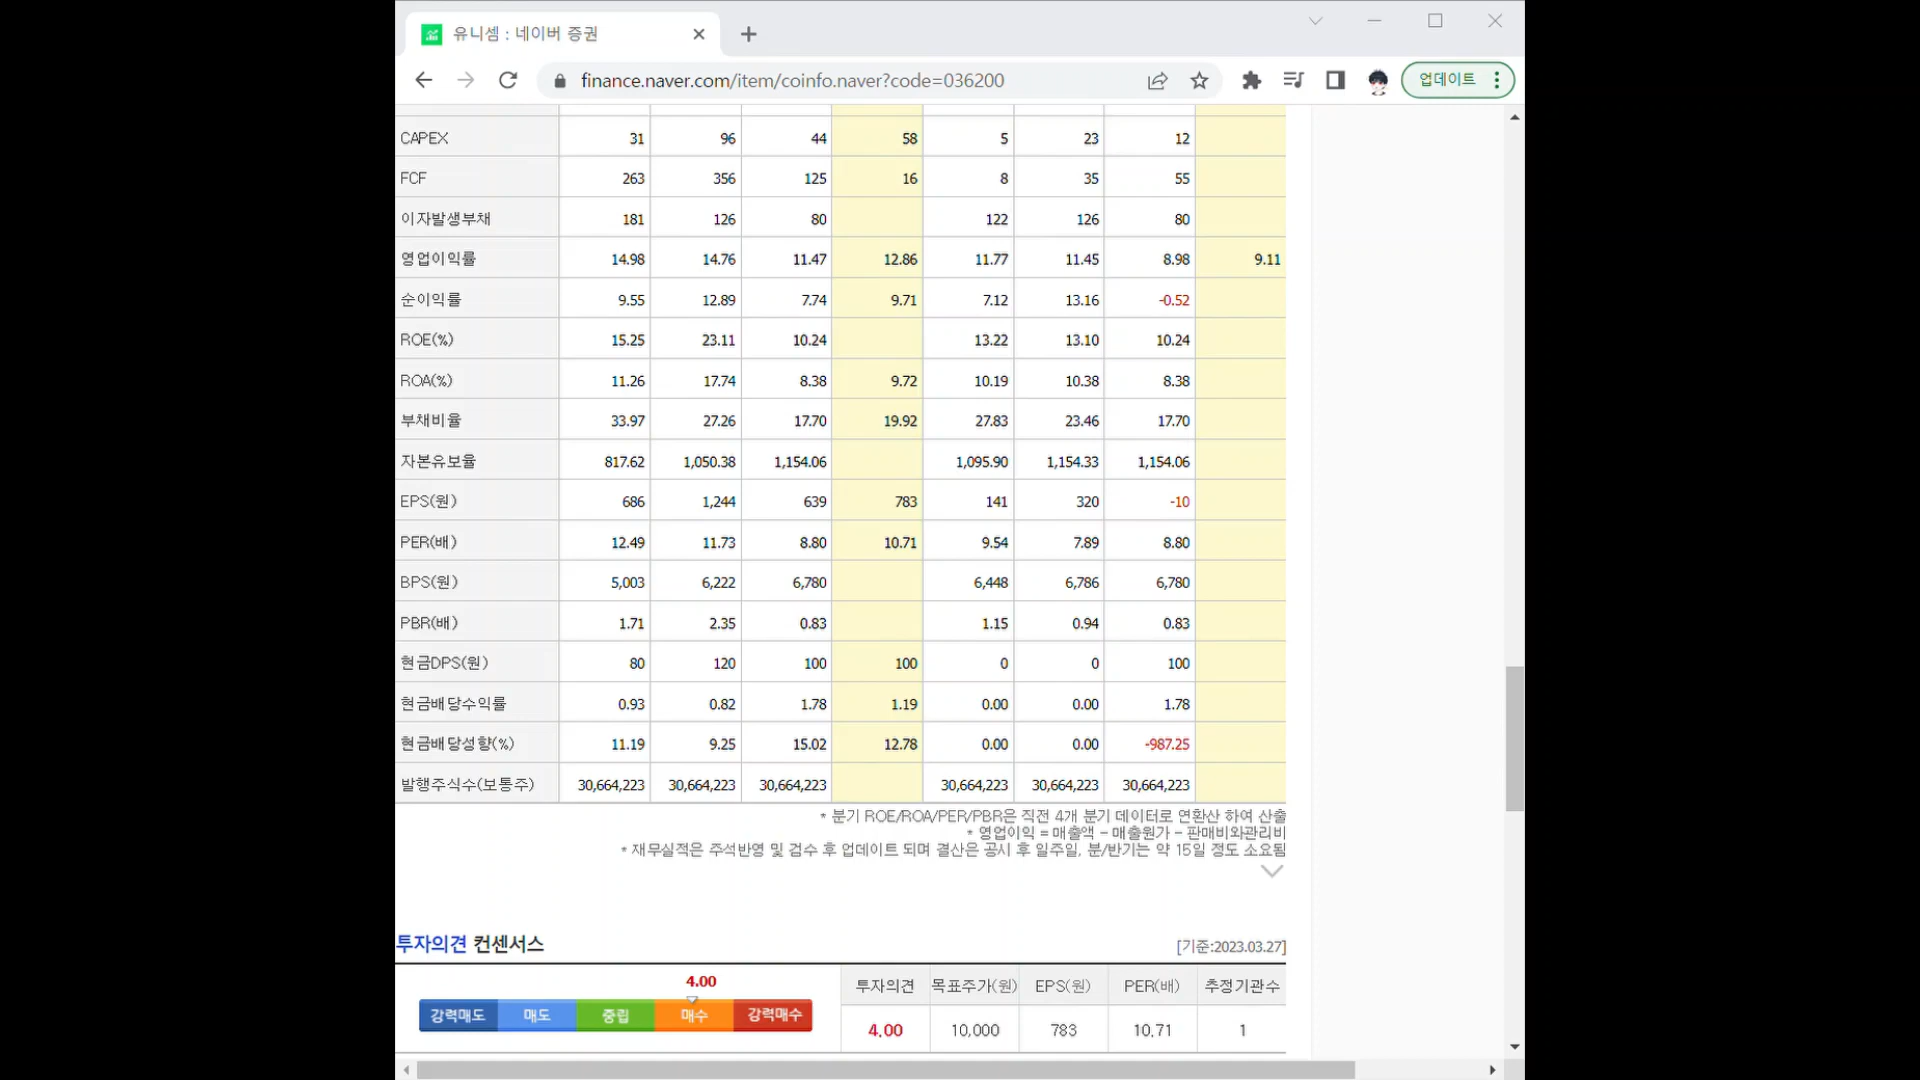 유니셈 : 네이버 증권
finance.naver.com/item/coinfo.naver?code=036200
업데이트
CAPEX 31 96 44 58 5 23 12
FCF 263 356 125 16 8 35 55
이자발생부채 181 126 80 122 126 80
영업이익률 14.98 14.76 11.47 12.86 11.77 11.45 8.98 9.11
순이익률 9.55 12.89 7.74 9.71 7.12 13.16 -0.52
ROE(%) 15.25 23.11 10.24 13.22 13.10 10.24
ROA(%) 11.26 17.74 8.38 9.72 10.19 10.38 8.38
부채비율 33.97 27.26 17.70 19.92 27.83 23.46 17.70
자본유보율 817.62 1,050.38 1,154.06 1,095.90 1,154.33 1,154.06
EPS(원) 686 1,244 639 783 141 320 -10
PER(배) 12.49 11.73 8.80 10.71 9.54 7.89 8.80
BPS(원) 5,003 6,222 6,780 6,448 6,786 6,780
PBR(배) 1.71 2.35 0.83 1.15 0.94 0.83
현금DPS(원) 80 120 100 100 0 0 100
현금배당수익률 0.93 0.82 1.78 1.19 0.00 0.00 1.78
현금배당성향(%) 11.19 9.25 15.02 12.78 0.00 0.00 -987.25
발행주식수(보통주) 30,664,223 30,664,223 30,664,223 30,664,223 30,664,223 30,664,223
* 분기 ROE/ROA/PER/PBR은 직전 4개 분기 데이터로 연환산 하여 산출
* 영업이익 = 매출액 - 매출원가 - 판매비와관리비
* 재무실적은 주석반영 및 검수 후 업데이트 되며 결산은 공시 후 일주일, 분/반기는 약 15일 정도 소요됨
투자의견 컨센서스 [기준:2023.03.27]
4.00
강력매도 매도 중립 매수 강력매수
투자의견 목표주가(원) EPS(원) PER(배) 추정기관수
4.00 10,000 783 10.71 1